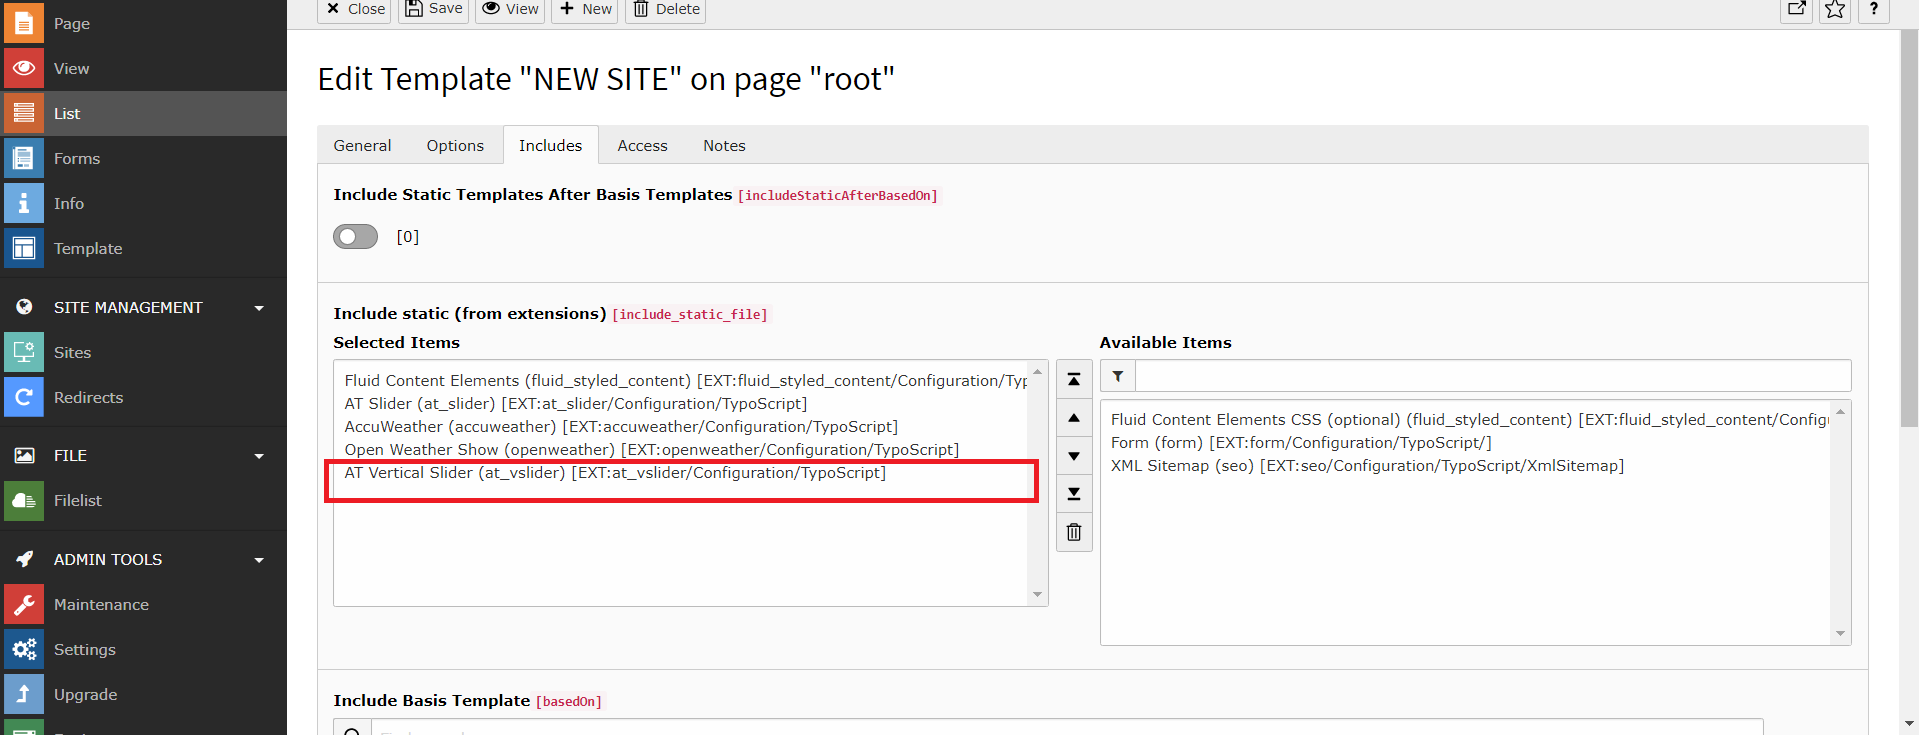 Close Save View New Delete ?
Page
View
List
Forms
Info
Template
SITE MANAGEMENT
Sites
Redirects
FILE
Filelist
ADMIN TOOLS
Maintenance
Settings
Upgrade
Edit Template "NEW SITE" on page "root"
General Options Includes Access Notes
Include Static Templates After Basis Templates [includeStaticAfterBasedOn]
[0]
Include static (from extensions) [include_static_file]
Selected Items
Fluid Content Elements (fluid_styled_content) [EXT:fluid_styled_content/Configuration/Typ
AT Slider (at_slider) [EXT:at_slider/Configuration/TypoScript]
AccuWeather (accuweather) [EXT:accuweather/Configuration/TypoScript]
Open Weather Show (openweather) [EXT:openweather/Configuration/TypoScript]
AT Vertical Slider (at_vslider) [EXT:at_vslider/Configuration/TypoScript]
Available Items
Fluid Content Elements CSS (optional) (fluid_styled_content) [EXT:fluid_styled_content/Config
Form (form) [EXT:form/Configuration/TypoScript/]
XML Sitemap (seo) [EXT:seo/Configuration/TypoScript/XmlSitemap]
Include Basis Template [basedOn]